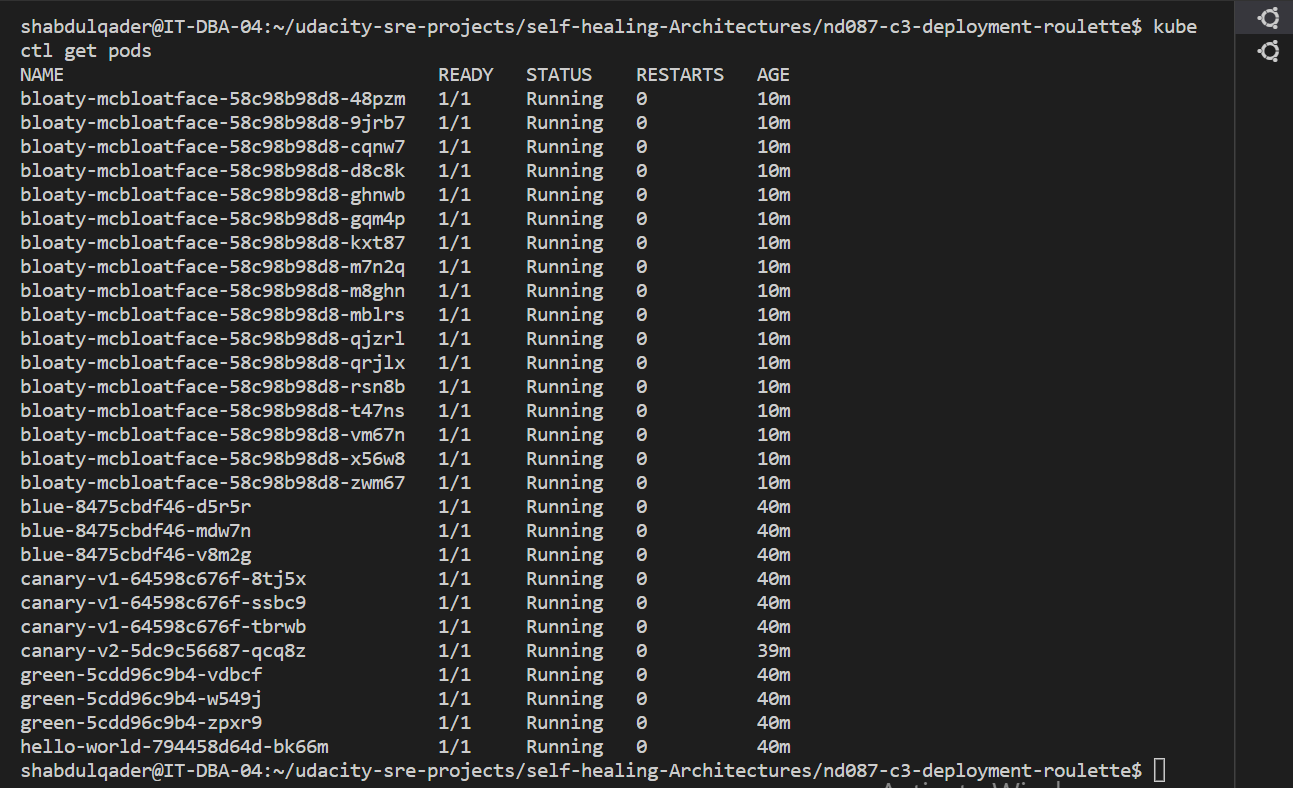 shabdulqader@IT-DBA-04:~/udacity-sre-projects/self-healing-Architectures/nd087-c3-deployment-roulette$ kube
ctl get pods
NAME READY STATUS RESTARTS AGE
bloaty-mcbloatface-58c98b98d8-48pzm 1/1 Running 0 10m
bloaty-mcbloatface-58c98b98d8-9jrb7 1/1 Running 0 10m
bloaty-mcbloatface-58c98b98d8-cqnw7 1/1 Running 0 10m
bloaty-mcbloatface-58c98b98d8-d8c8k 1/1 Running 0 10m
bloaty-mcbloatface-58c98b98d8-ghnwb 1/1 Running 0 10m
bloaty-mcbloatface-58c98b98d8-gqm4p 1/1 Running 0 10m
bloaty-mcbloatface-58c98b98d8-kxt87 1/1 Running 0 10m
bloaty-mcbloatface-58c98b98d8-m7n2q 1/1 Running 0 10m
bloaty-mcbloatface-58c98b98d8-m8ghn 1/1 Running 0 10m
bloaty-mcbloatface-58c98b98d8-mblrs 1/1 Running 0 10m
bloaty-mcbloatface-58c98b98d8-qjzrl 1/1 Running 0 10m
bloaty-mcbloatface-58c98b98d8-qrjlx 1/1 Running 0 10m
bloaty-mcbloatface-58c98b98d8-rsn8b 1/1 Running 0 10m
bloaty-mcbloatface-58c98b98d8-t47ns 1/1 Running 0 10m
bloaty-mcbloatface-58c98b98d8-vm67n 1/1 Running 0 10m
bloaty-mcbloatface-58c98b98d8-x56w8 1/1 Running 0 10m
bloaty-mcbloatface-58c98b98d8-zwm67 1/1 Running 0 10m
blue-8475cbdf46-d5r5r 1/1 Running 0 40m
blue-8475cbdf46-mdw7n 1/1 Running 0 40m
blue-8475cbdf46-v8m2g 1/1 Running 0 40m
canary-v1-64598c676f-8tj5x 1/1 Running 0 40m
canary-v1-64598c676f-ssbc9 1/1 Running 0 40m
canary-v1-64598c676f-tbrwb 1/1 Running 0 40m
canary-v2-5dc9c56687-qcq8z 1/1 Running 0 39m
green-5cdd96c9b4-vdbcf 1/1 Running 0 40m
green-5cdd96c9b4-w549j 1/1 Running 0 40m
green-5cdd96c9b4-zpxr9 1/1 Running 0 40m
hello-world-794458d64d-bk66m 1/1 Running 0 40m
shabdulqader@IT-DBA-04:~/udacity-sre-projects/self-healing-Architectures/nd087-c3-deployment-roulette$